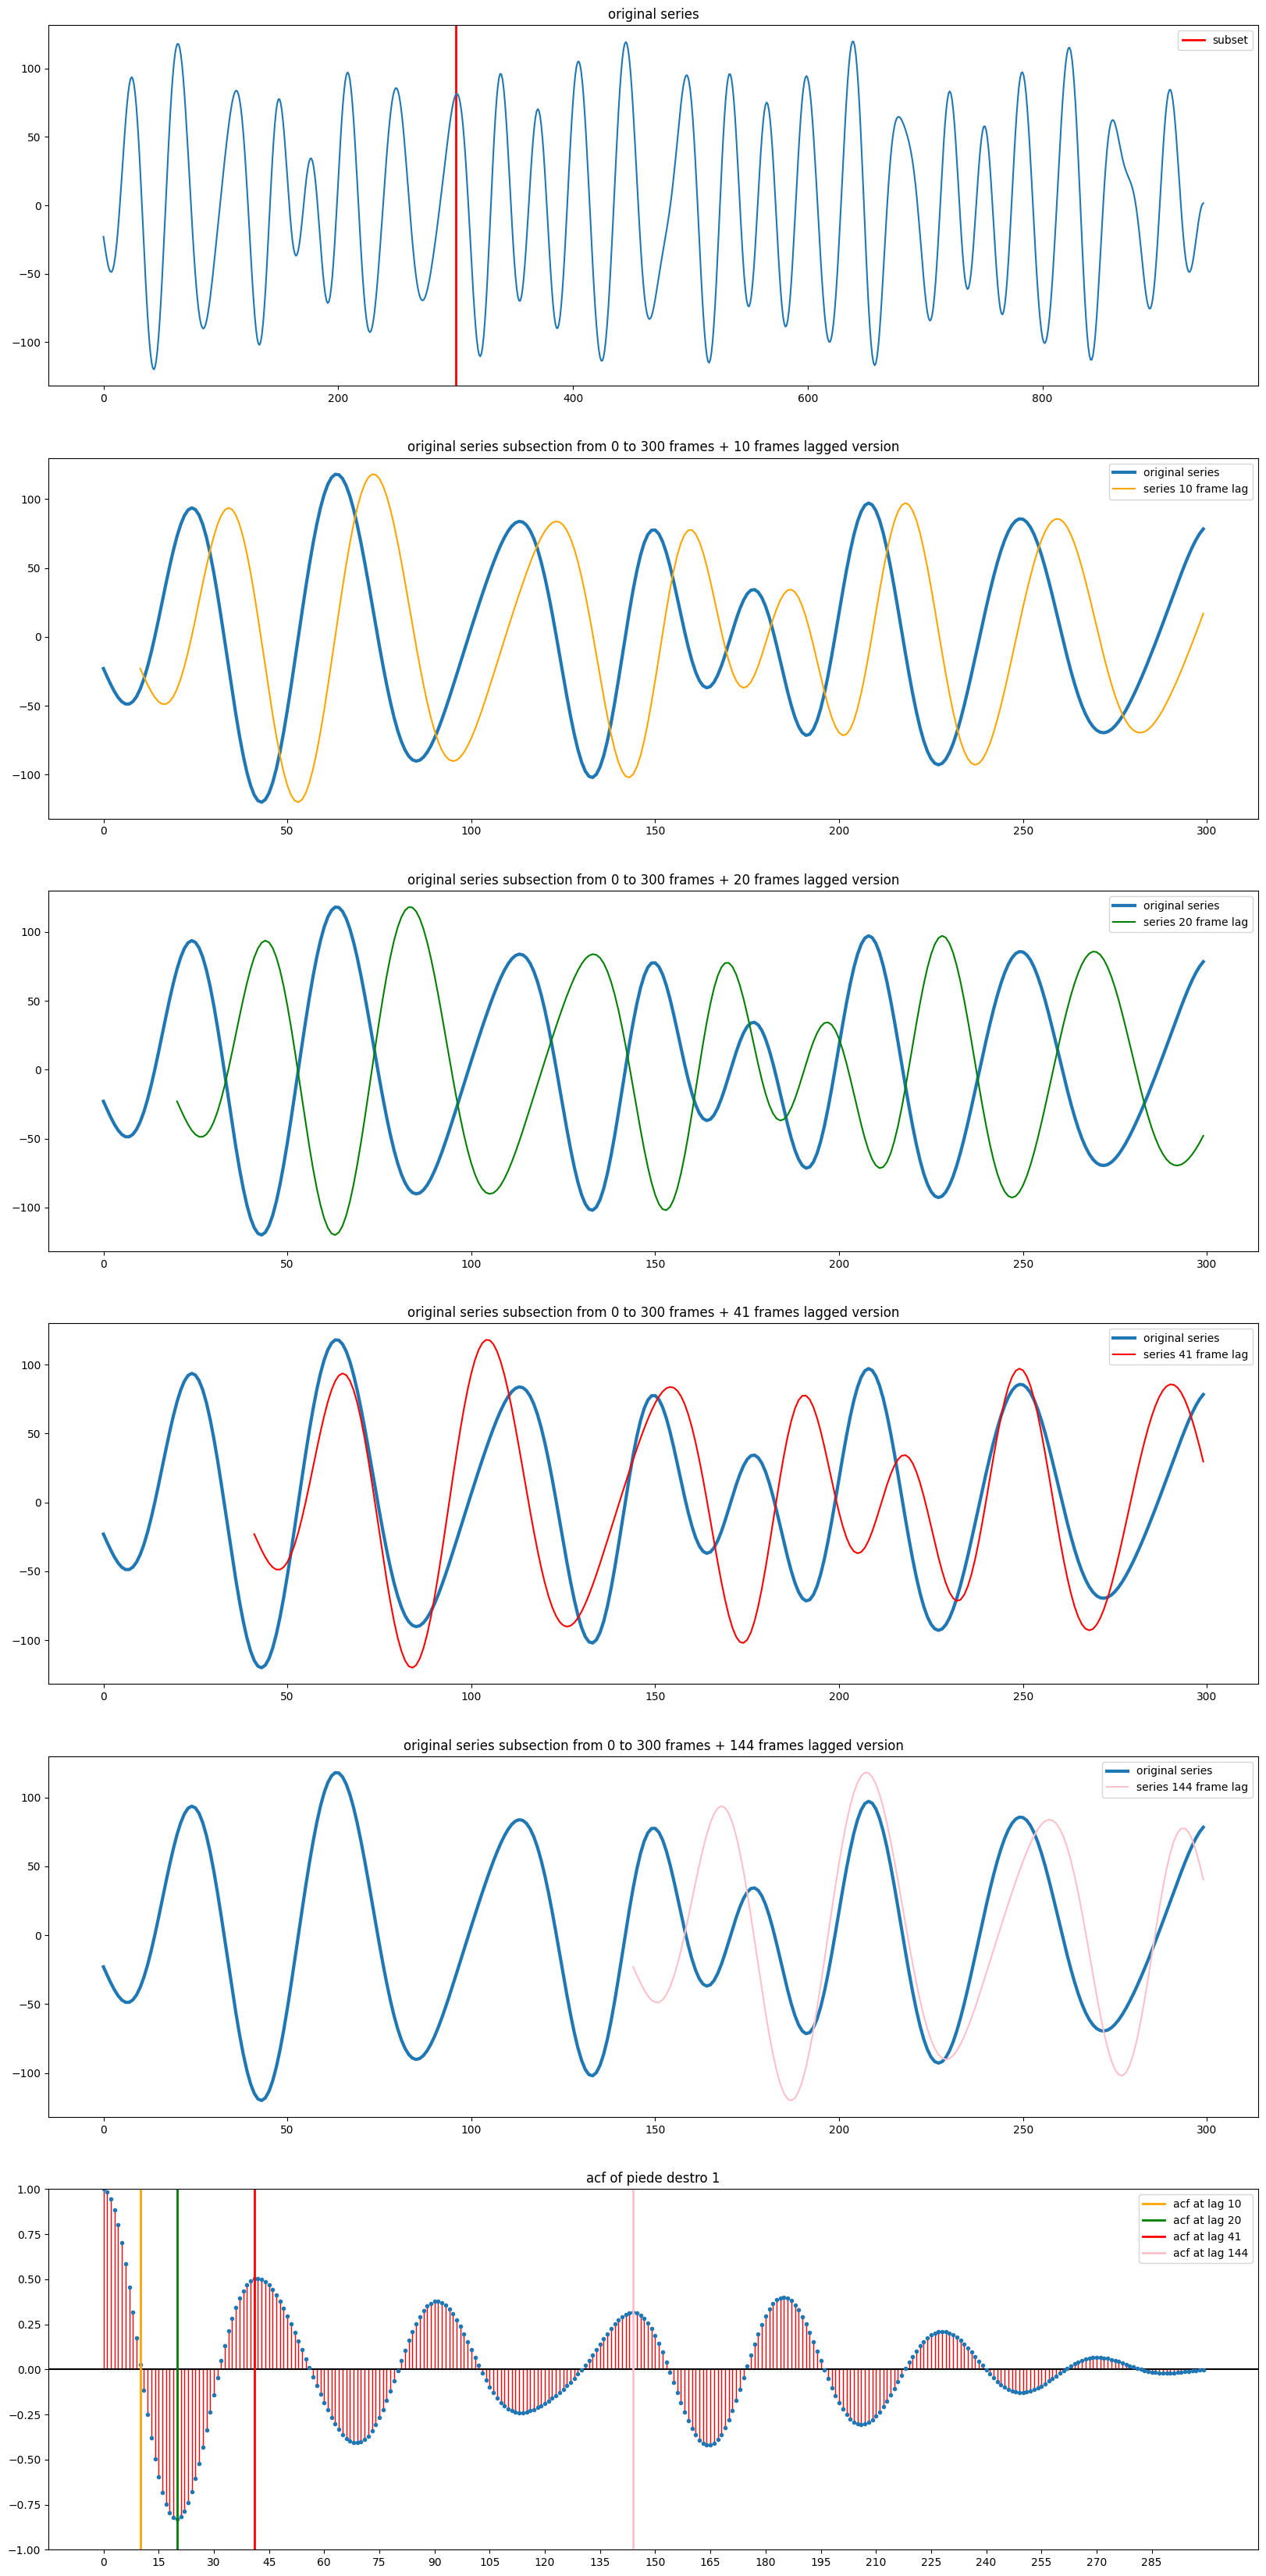 original series
subset
100
50
0
−50
−100
0 200 400 600 800
original series subsection from 0 to 300 frames + 10 frames lagged version
original series
series 10 frame lag
100
50
0
−50
−100
0 50 100 150 200 250 300
original series subsection from 0 to 300 frames + 20 frames lagged version
original series
series 20 frame lag
100
50
0
−50
−100
0 50 100 150 200 250 300
original series subsection from 0 to 300 frames + 41 frames lagged version
original series
series 41 frame lag
100
50
0
−50
−100
0 50 100 150 200 250 300
original series subsection from 0 to 300 frames + 144 frames lagged version
original series
series 144 frame lag
100
50
0
−50
−100
0 50 100 150 200 250 300
acf of piede destro 1
acf at lag 10
acf at lag 20
acf at lag 41
acf at lag 144
1.00
0.75
0.50
0.25
0.00
−0.25
−0.50
−0.75
−1.00
0 15 30 45 60 75 90 105 120 135 144 165 180 195 210 225 240 255 270 285